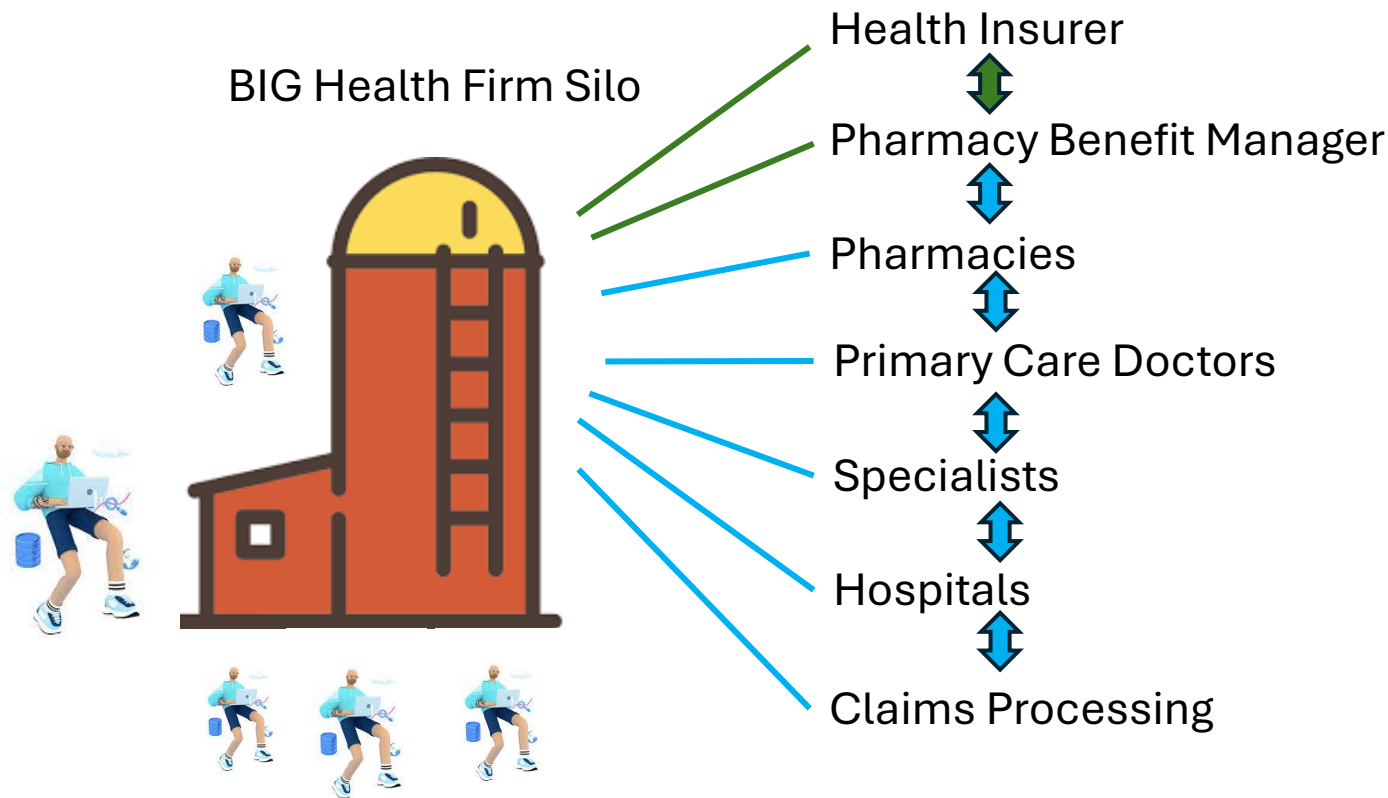 BIG Health Firm Silo
Health Insurer
Pharmacy Benefit Manager
Pharmacies
Primary Care Doctors
Specialists
Hospitals
Claims Processing